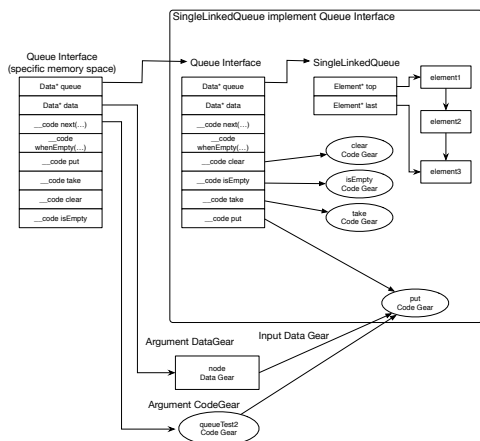 SingleLinkedQueue implement Queue Interface
Queue Interface
(specific memory space)
Data* queue
Data* data
__code next(...)
__code
whenEmpty(...)
__code put
__code take
__code clear
__code isEmpty
Queue Interface
Data* queue
Data* data
__code next(...)
__code
whenEmpty(...)
__code clear
__code isEmpty
__code take
__code put
SingleLinkedQueue
Element* top
Element* last
element1
element2
element3
clear
Code Gear
isEmpty
Code Gear
take
Code Gear
put
Code Gear
Input Data Gear
Argument DataGear
node
Data Gear
Argument CodeGear
queueTest2
Code Gear